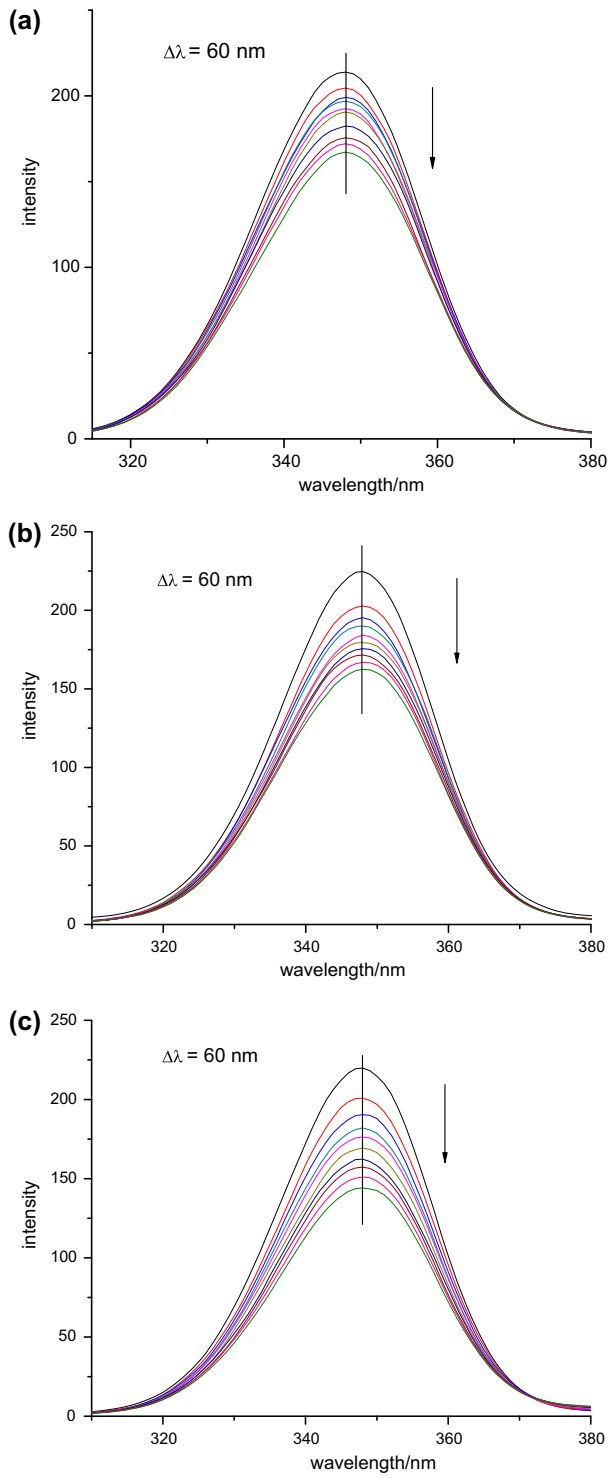 (a)
Δλ = 60 nm
200
100
0
intensity
320 340 360 380
wavelength/nm
(b)
250
Δλ = 60 nm
200
150
100
50
0
intensity
320 340 360 380
wavelength/nm
(c)
250
Δλ = 60 nm
200
150
100
50
0
intensity
320 340 360 380
wavelength/nm